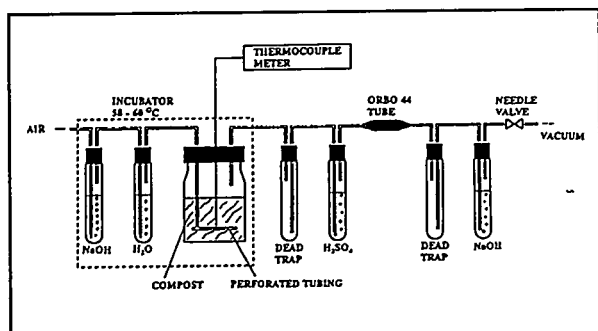 THERMOCOUPLE
METER
INCUBATOR
58 - 60 °C
ORBO 44
TUBE
NEEDLE
VALVE
AIR
VACUUM
NaOH
H₂O
DEAD
TRAP
H₂SO₄
DEAD
TRAP
NaOH
COMPOST
PERFORATED TUBING